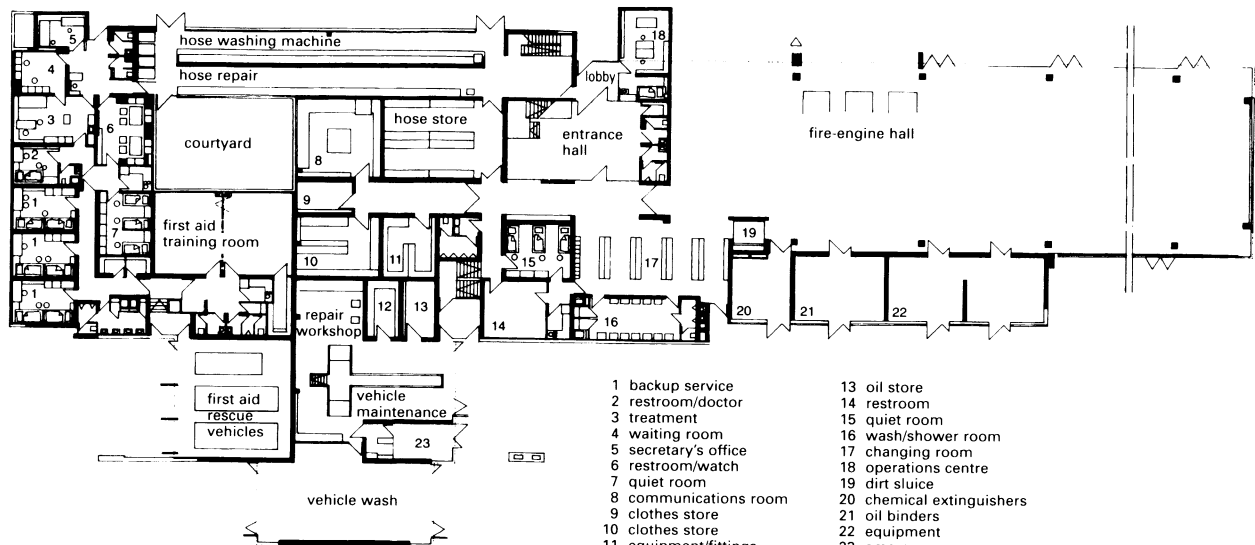 5
hose washing machine
18
4
hose repair
lobby
3
6
hose store
entrance
hall
fire-engine hall
courtyard
8
2
1
9
7
first aid
training room
19
1
10
11
15
17
1
repair
workshop
12
13
14
16
20
21
22
first aid
rescue
vehicles
vehicle
maintenance
23
vehicle wash
1 backup service
2 restroom/doctor
3 treatment
4 waiting room
5 secretary's office
6 restroom/watch
7 quiet room
8 communications room
9 clothes store
10 clothes store
11 equipment/fittings
13 oil store
14 restroom
15 quiet room
16 wash/shower room
17 changing room
18 operations centre
19 dirt sluice
20 chemical extinguishers
21 oil binders
22 equipment
23